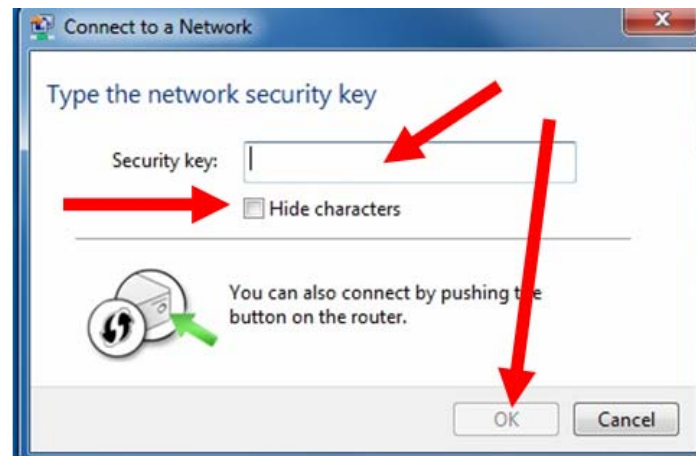 Connect to a Network
Type the network security key
Security key:
Hide characters
You can also connect by pushing the
button on the router.
OK Cancel